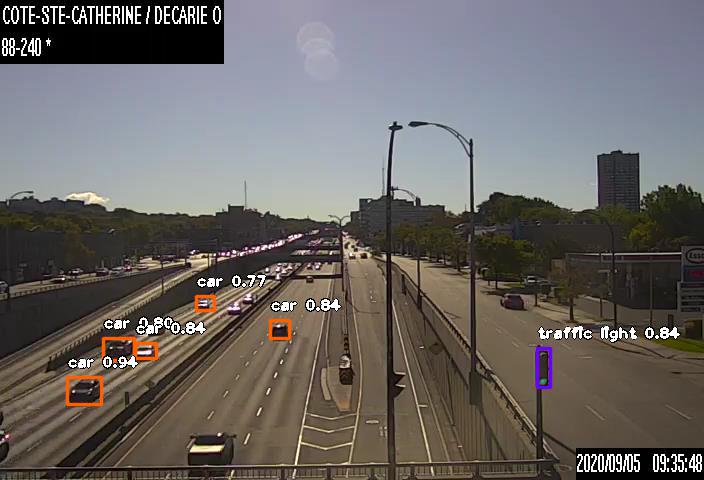 COTE-STE-CATHERINE / DECARIE O
88-240 *
car 0.77
car 0.84
car 0.80
car 0.84
traffic light 0.84
car 0.94
Esso
2020/09/05 09:35:48